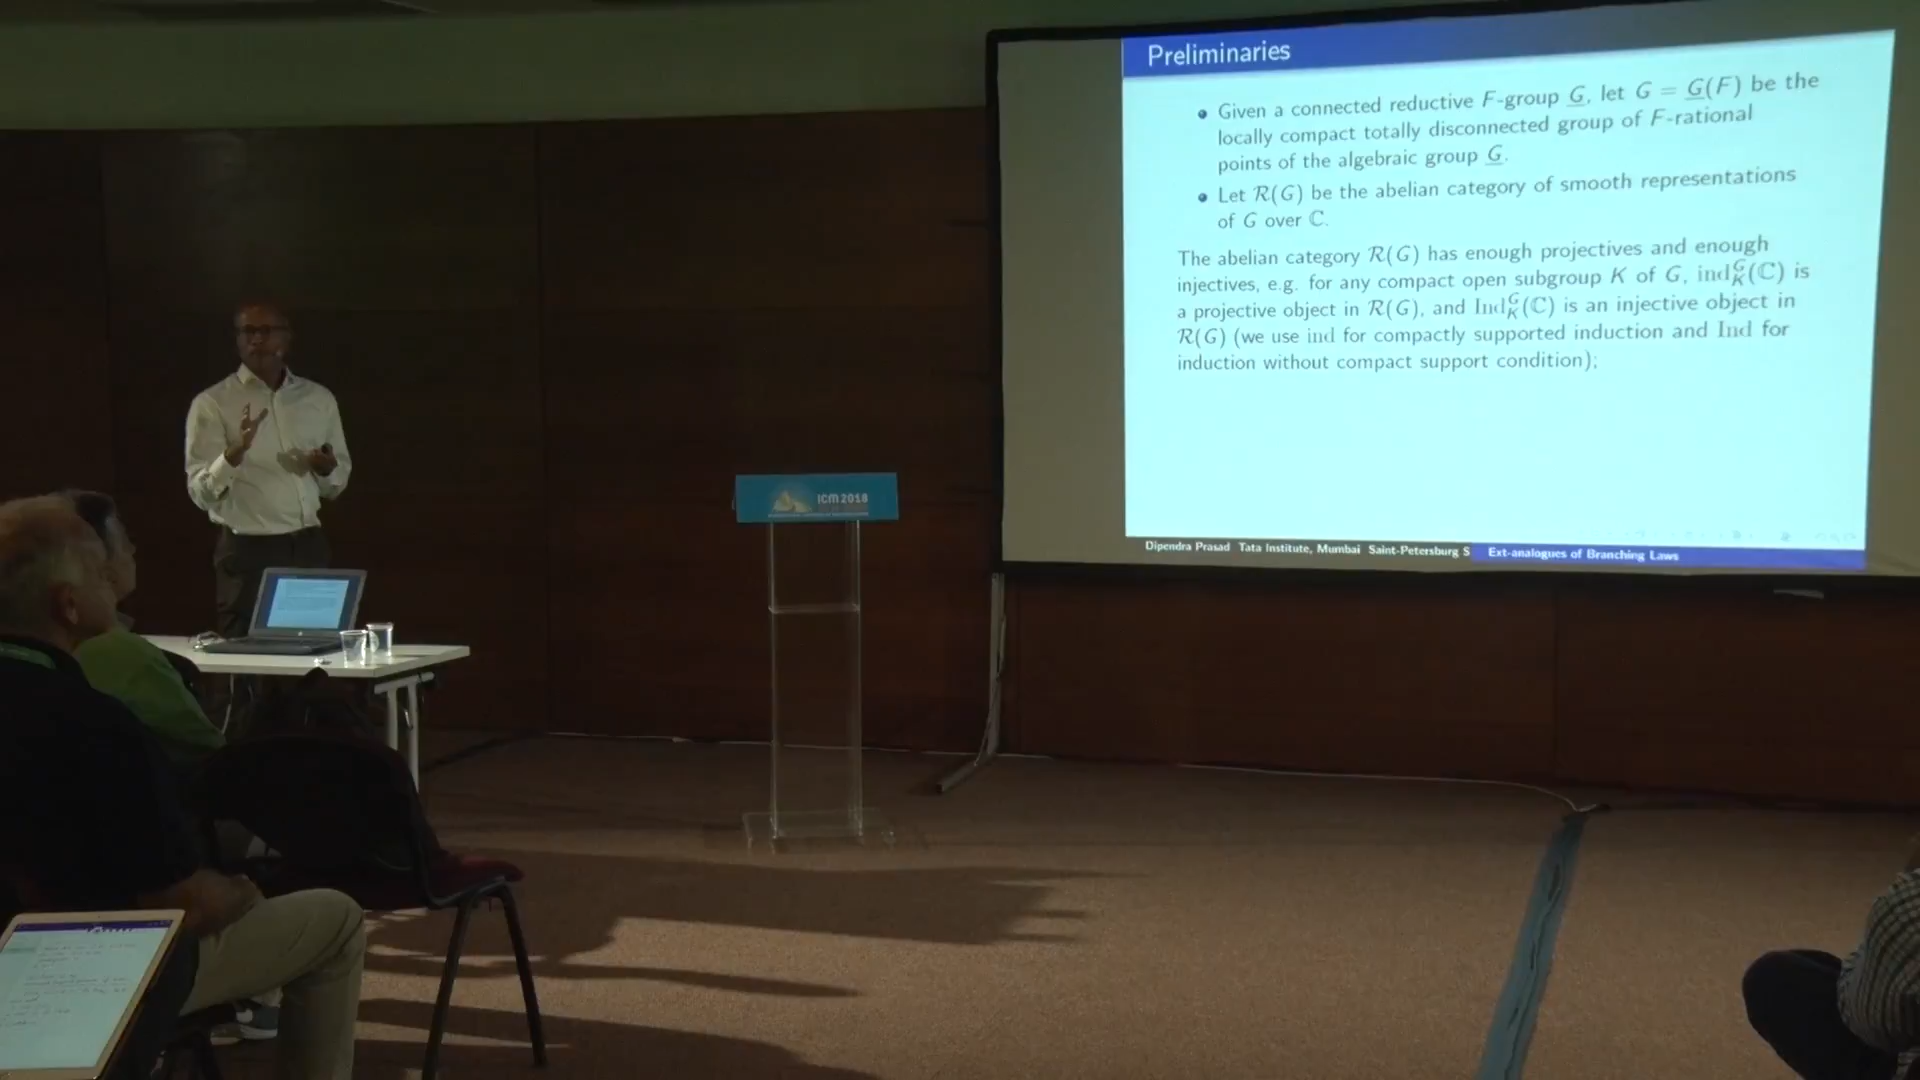 Preliminaries
Given a connected reductive F-group G, let G = G(F) be the
locally compact totally disconnected group of F-rational
points of the algebraic group G.
Let R(G) be the abelian category of smooth representations
of G over ℂ.
The abelian category R(G) has enough projectives and enough
injectives, e.g. for any compact open subgroup K of G, ind_K^G(ℂ) is
a projective object in R(G), and Ind_K^G(ℂ) is an injective object in
R(G) (we use ind for compactly supported induction and Ind for
induction without compact support condition);
Dipendra Prasad Tata Institute, Mumbai Saint-Petersburg S
Ext-analogues of Branching Laws
ICM 2018